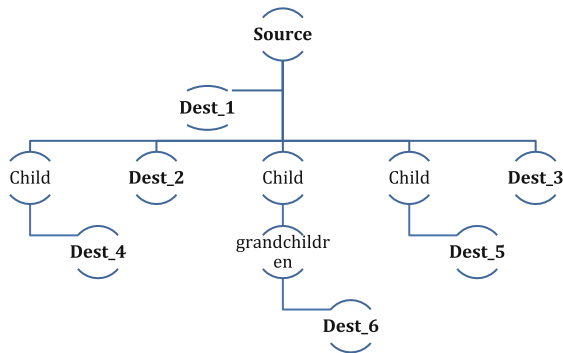 Source
Dest_1
Child
Dest_2
Child
Child
Dest_3
grandchildr
en
Dest_4
Dest_5
Dest_6